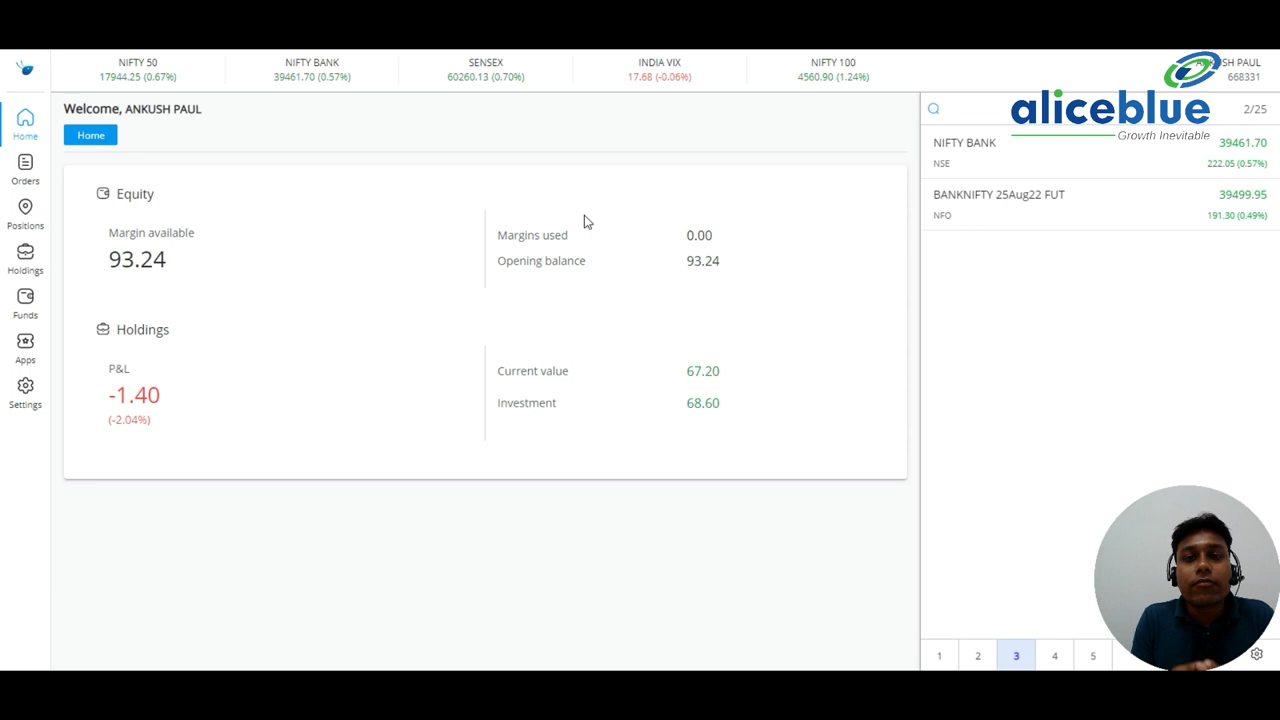 NIFTY 50
17944.25 (0.67%)
NIFTY BANK
39461.70 (0.57%)
SENSEX
60260.13 (0.70%)
INDIA VIX
17.68 (-0.06%)
NIFTY 100
4560.90 (1.24%)
SH PAUL
668331
aliceblue
Growth Inevitable
Home
Orders
Positions
Holdings
Funds
Apps
Settings
Welcome, ANKUSH PAUL
Home
Equity
Margin available
93.24
Margins used 0.00
Opening balance 93.24
Holdings
P&L
-1.40
(-2.04%)
Current value 67.20
Investment 68.60
2/25
NIFTY BANK 39461.70
NSE 222.05 (0.57%)
BANKNIFTY 25Aug22 FUT 39499.95
NFO 191.30 (0.49%)
1 2 3 4 5